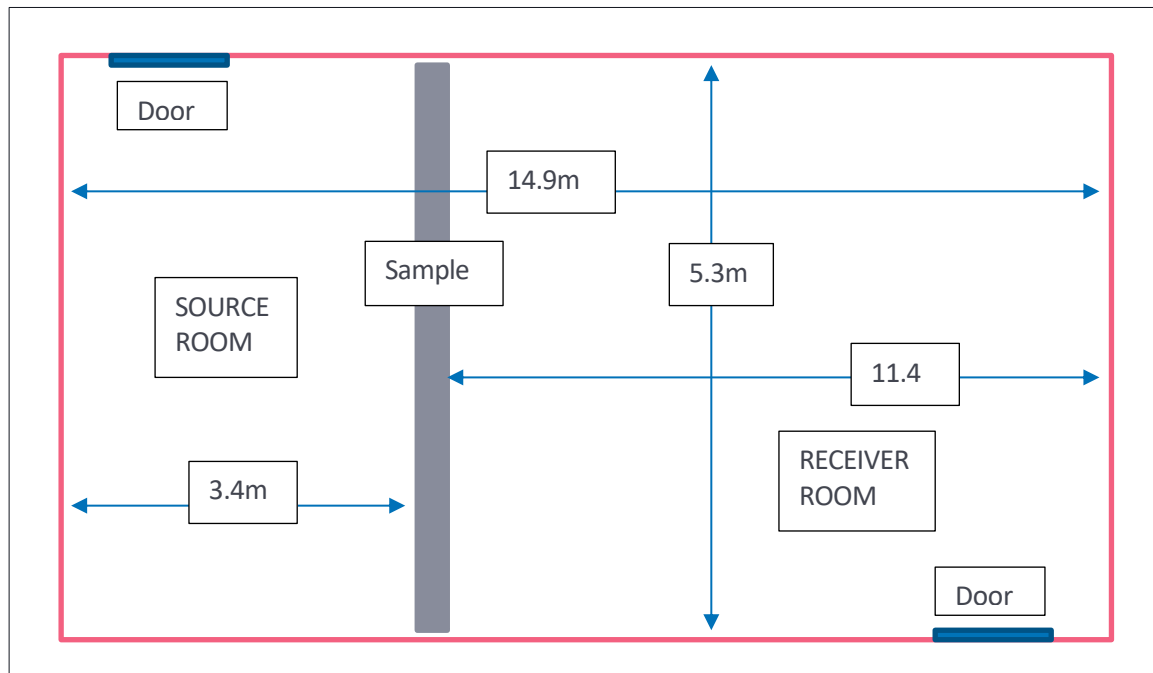 Door
14.9m
Sample
5.3m
SOURCE
ROOM
11.4
RECEIVER
ROOM
3.4m
Door